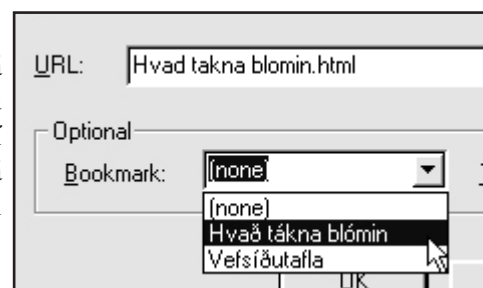 URL: Hvad takna blomin.html
Optional
Bookmark: (none)
(none)
Hvað tákna blómin
Vefsíðutafla
OK